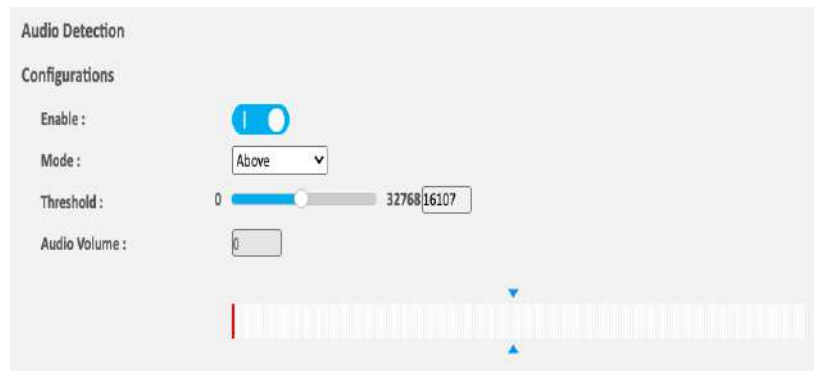 Audio Detection
Configurations
Enable :
Mode : Above
Threshold : 0 32768 16107
Audio Volume : 0